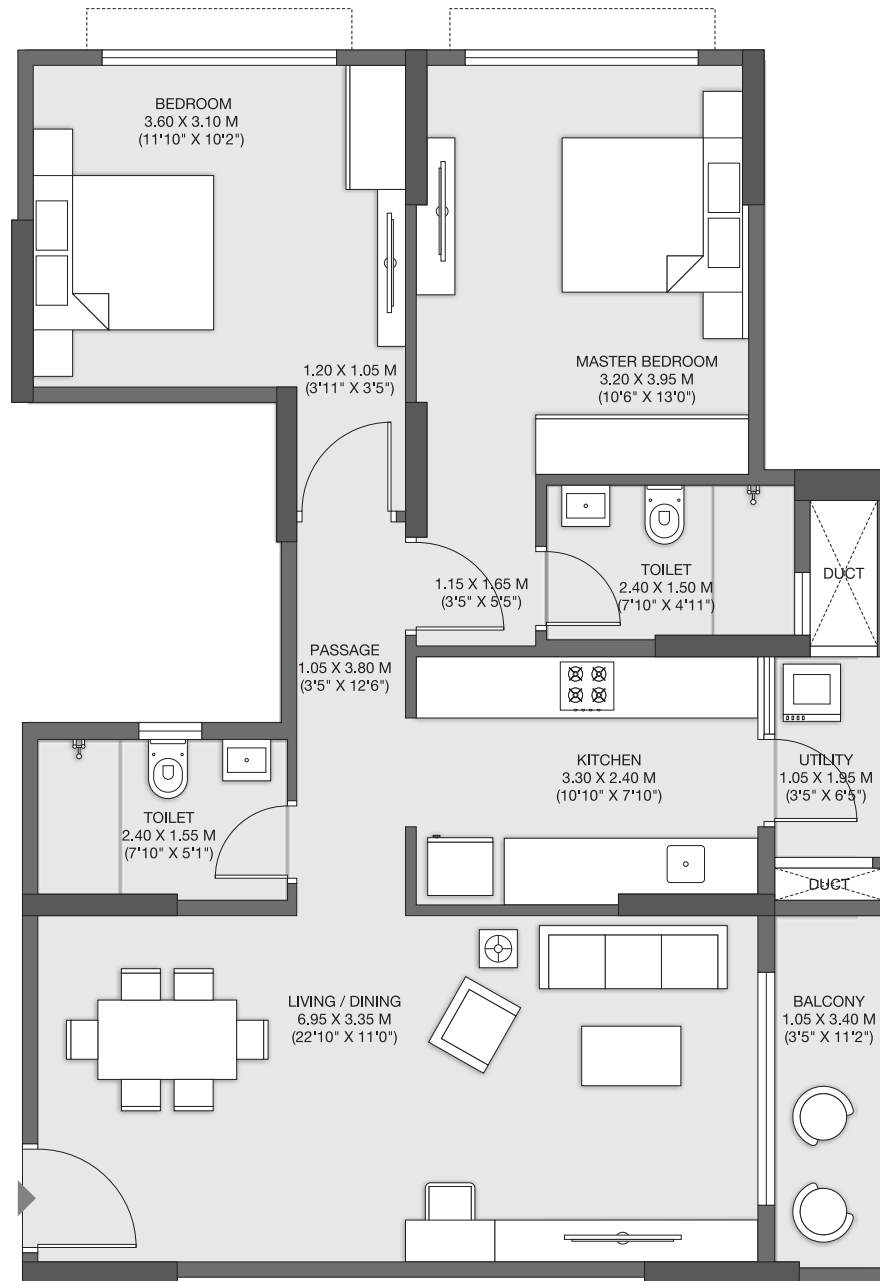 BEDROOM
3.60 X 3.10 M
(11'10" X 10'2")
1.20 X 1.05 M
(3'11" X 3'5")
MASTER BEDROOM
3.20 X 3.95 M
(10'6" X 13'0")
TOILET
2.40 X 1.50 M
(7'10" X 4'11")
DUCT
1.15 X 1.65 M
(3'5" X 5'5")
PASSAGE
1.05 X 3.80 M
(3'5" X 12'6")
KITCHEN
3.30 X 2.40 M
(10'10" X 7'10")
UTILITY
1.05 X 1.95 M
(3'5" X 6'5")
TOILET
2.40 X 1.55 M
(7'10" X 5'1")
DUCT
LIVING / DINING
6.95 X 3.35 M
(22'10" X 11'0")
BALCONY
1.05 X 3.40 M
(3'5" X 11'2")